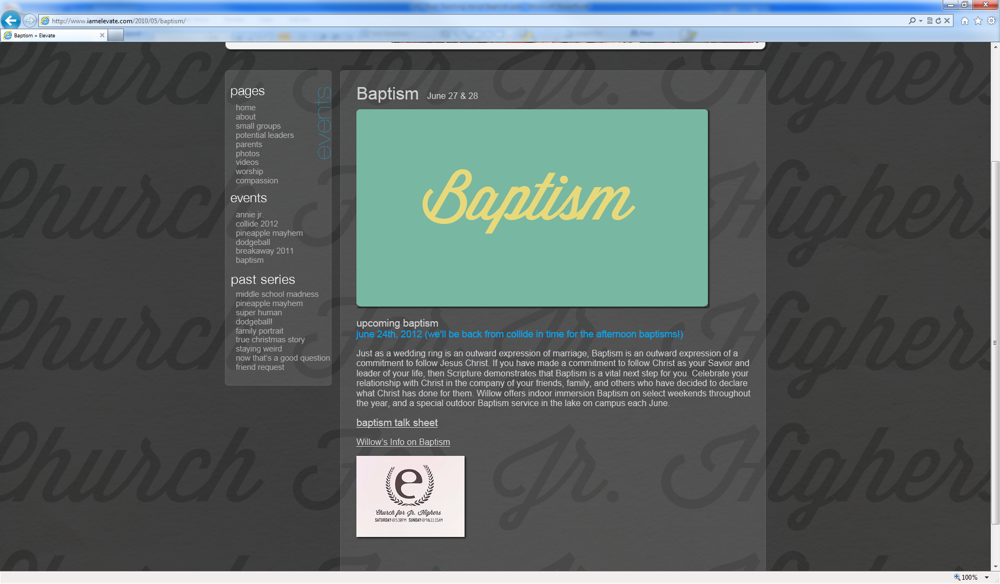 http://www.iamelevate.com/2010/05/baptism/
Baptism « Elevate
Church for Jr. Highers
pages
home
about
small groups
potential leaders
parents
photos
videos
worship
compassion
events
events
annie jr.
collide 2012
pineapple mayhem
dodgeball
breakaway 2011
baptism
past series
middle school madness
pineapple mayhem
super human
dodgeball!
family portrait
true christmas story
staying weird
now that's a good question
friend request
Baptism June 27 & 28
Baptism
upcoming baptism
june 24th, 2012 (we'll be back from collide in time for the afternoon baptisms!)
Just as a wedding ring is an outward expression of marriage, Baptism is an outward expression of a
commitment to follow Jesus Christ. If you have made a commitment to follow Christ as your Savior and
leader of your life, then Scripture demonstrates that Baptism is a vital next step for you. Celebrate your
relationship with Christ in the company of your friends, family, and others who have decided to declare
what Christ has done for them. Willow offers indoor immersion Baptism on select weekends throughout
the year, and a special outdoor Baptism service in the lake on campus each June.
baptism talk sheet
Willow's Info on Baptism
e
Church for Jr. Highers
SATURDAY@5:30PM SUNDAY@9&11:15AM
100%